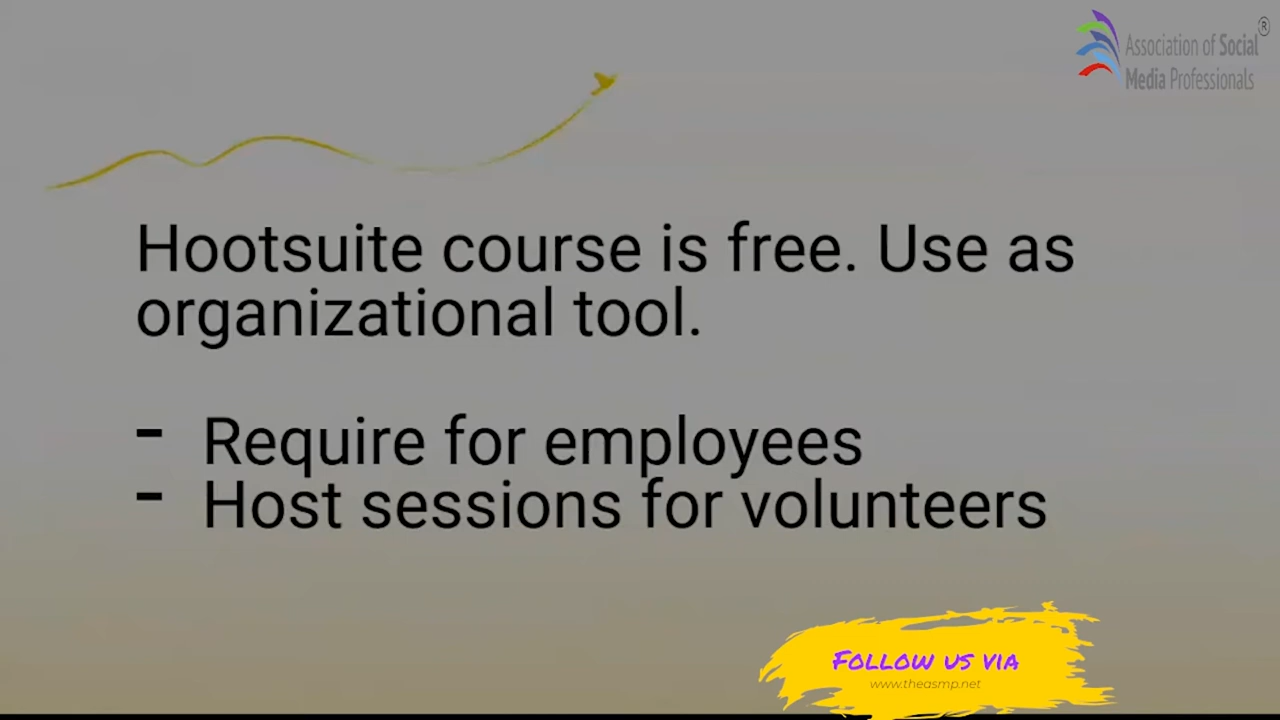 Association of Social ®
Media Professionals
Hootsuite course is free. Use as
organizational tool.
- Require for employees
- Host sessions for volunteers
Follow us via
www.theasmp.net